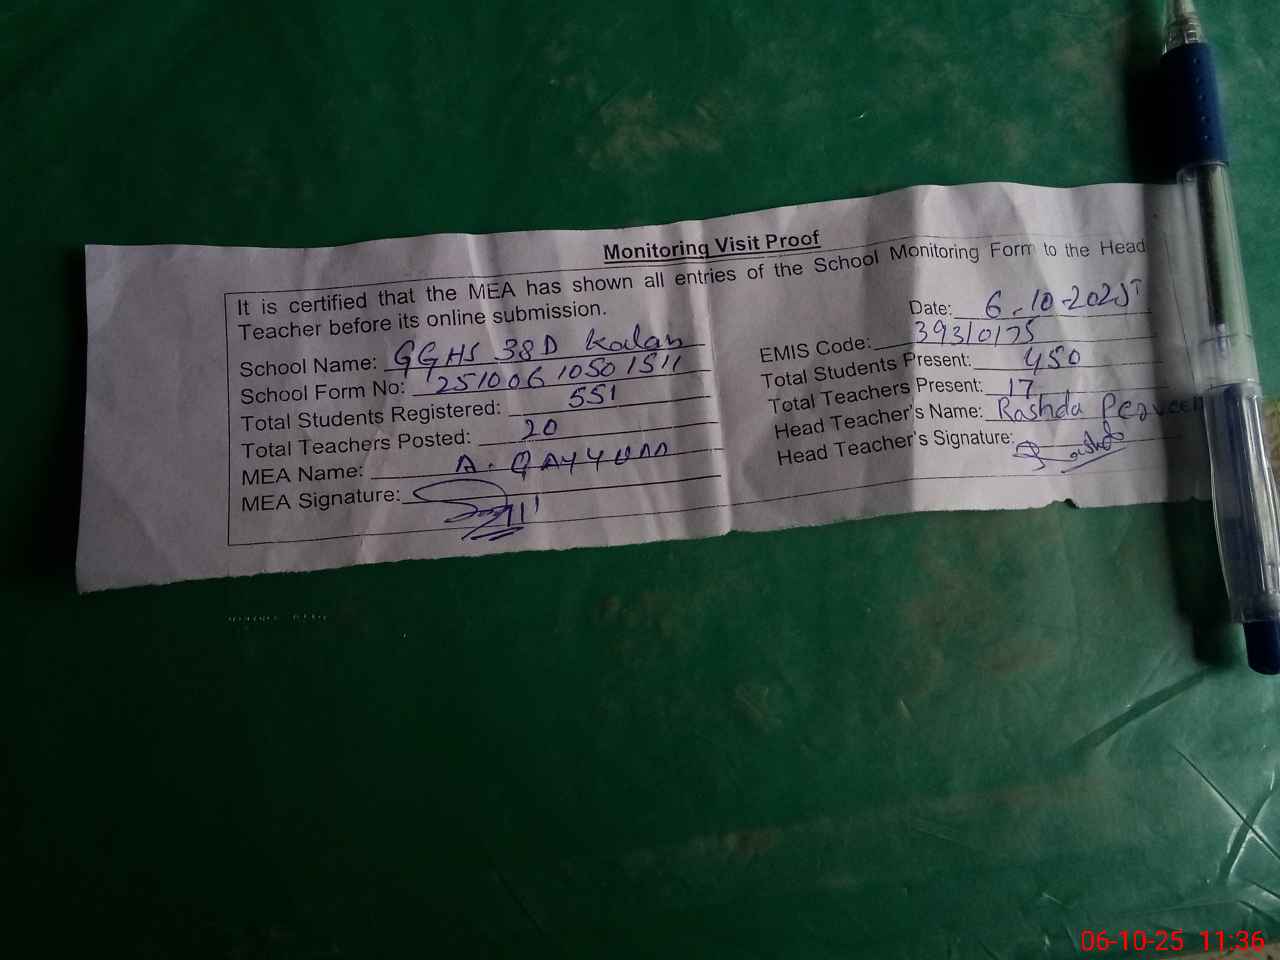 Monitoring Visit Proof
It is certified that the MEA has shown all entries of the School Monitoring Form to the Head
Teacher before its online submission.
Date: 6-10-2025
School Name: GGHS 38D Kalan
EMIS Code: 39310175
School Form No: 25100610501511
Total Students Present: 450
Total Students Registered: 551
Total Teachers Present: 17
Total Teachers Posted: 20
Head Teacher's Name: Rashda Perveen
MEA Name: A. QAYYUM
Head Teacher's Signature:
MEA Signature:
06-10-25 11:36